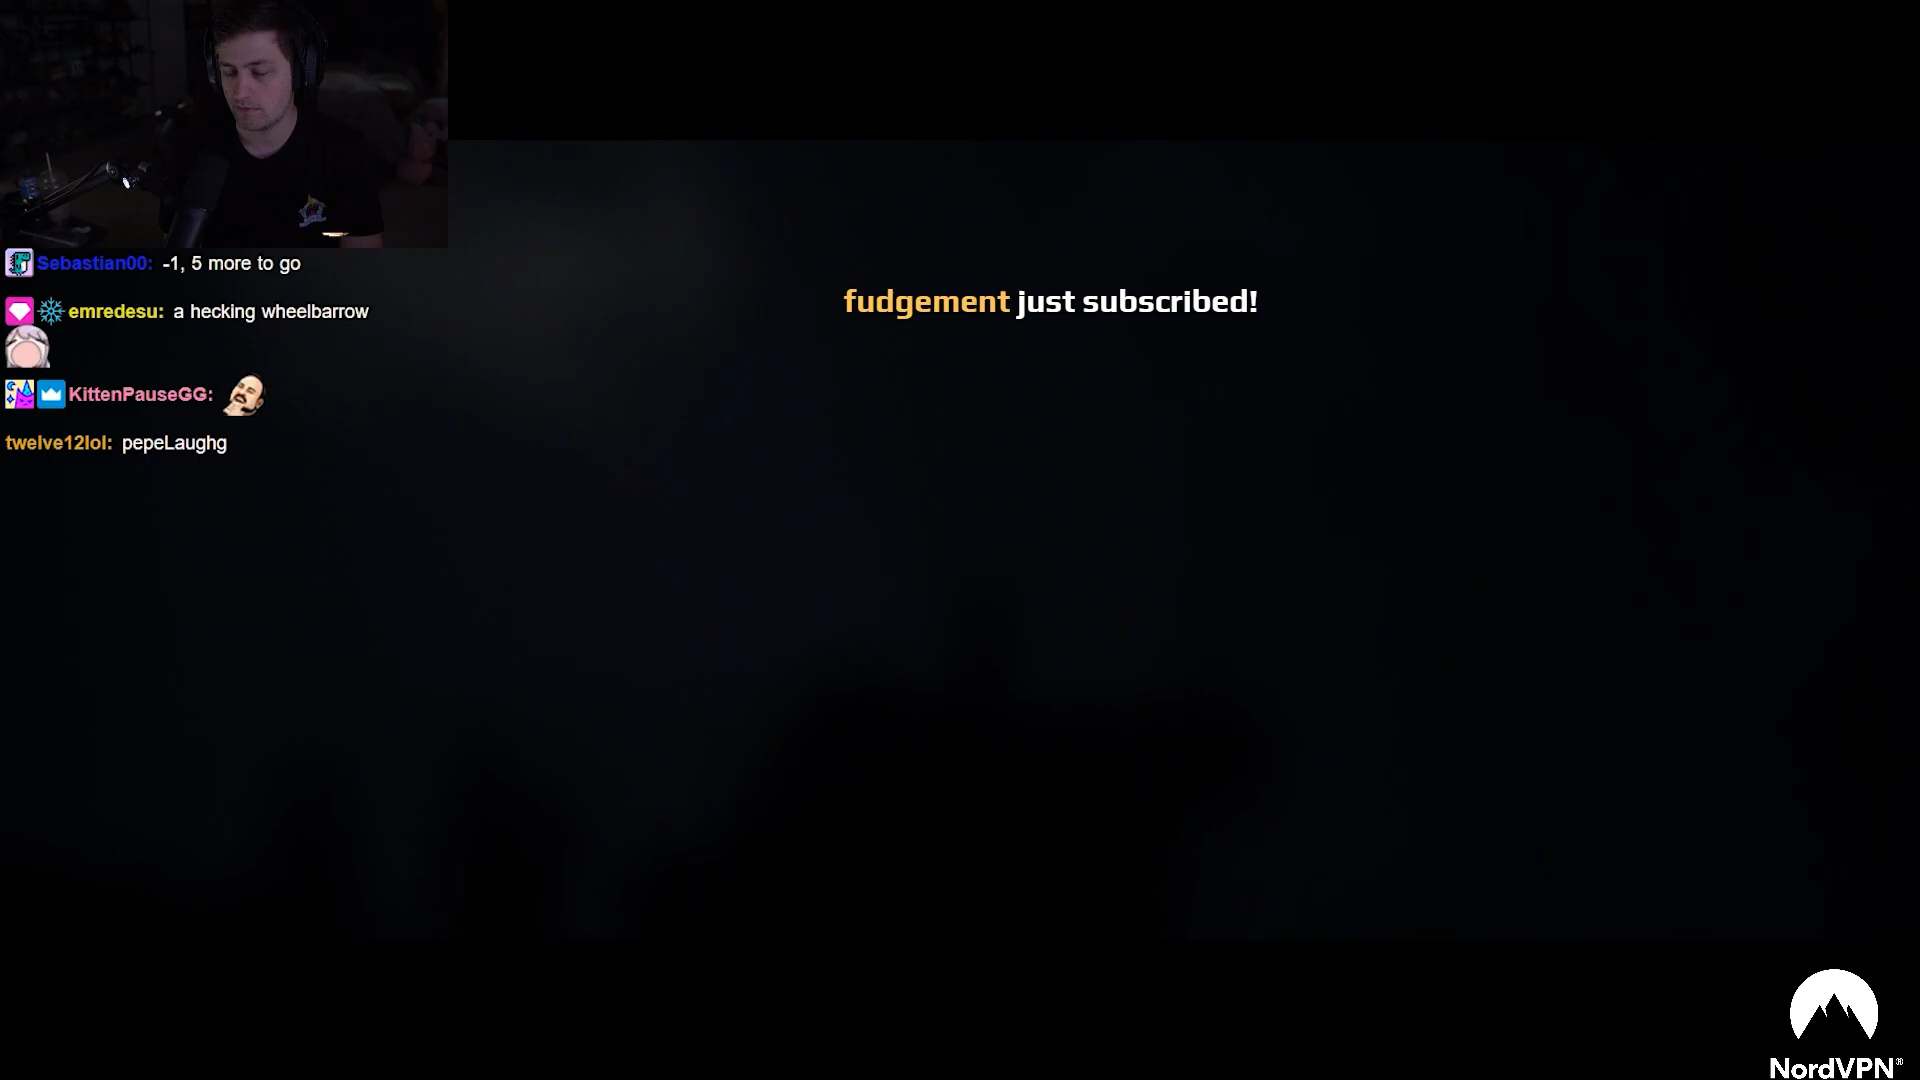 Sebastian00: -1, 5 more to go
emredesu: a hecking wheelbarrow
KittenPauseGG:
twelve12lol: pepeLaughg
fudgement just subscribed!
NordVPN®